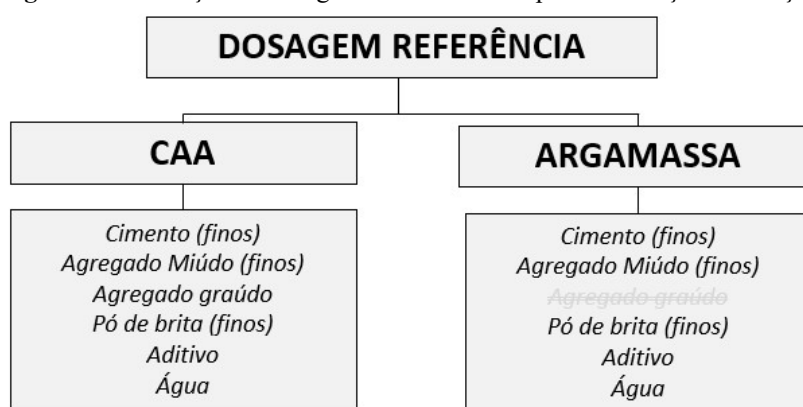 DOSAGEM REFERÊNCIA
CAA
Cimento (finos)
Agregado Miúdo (finos)
Agregado graúdo
Pó de brita (finos)
Aditivo
Água
ARGAMASSA
Cimento (finos)
Agregado Miúdo (finos)
Agregado graúdo
Pó de brita (finos)
Aditivo
Água